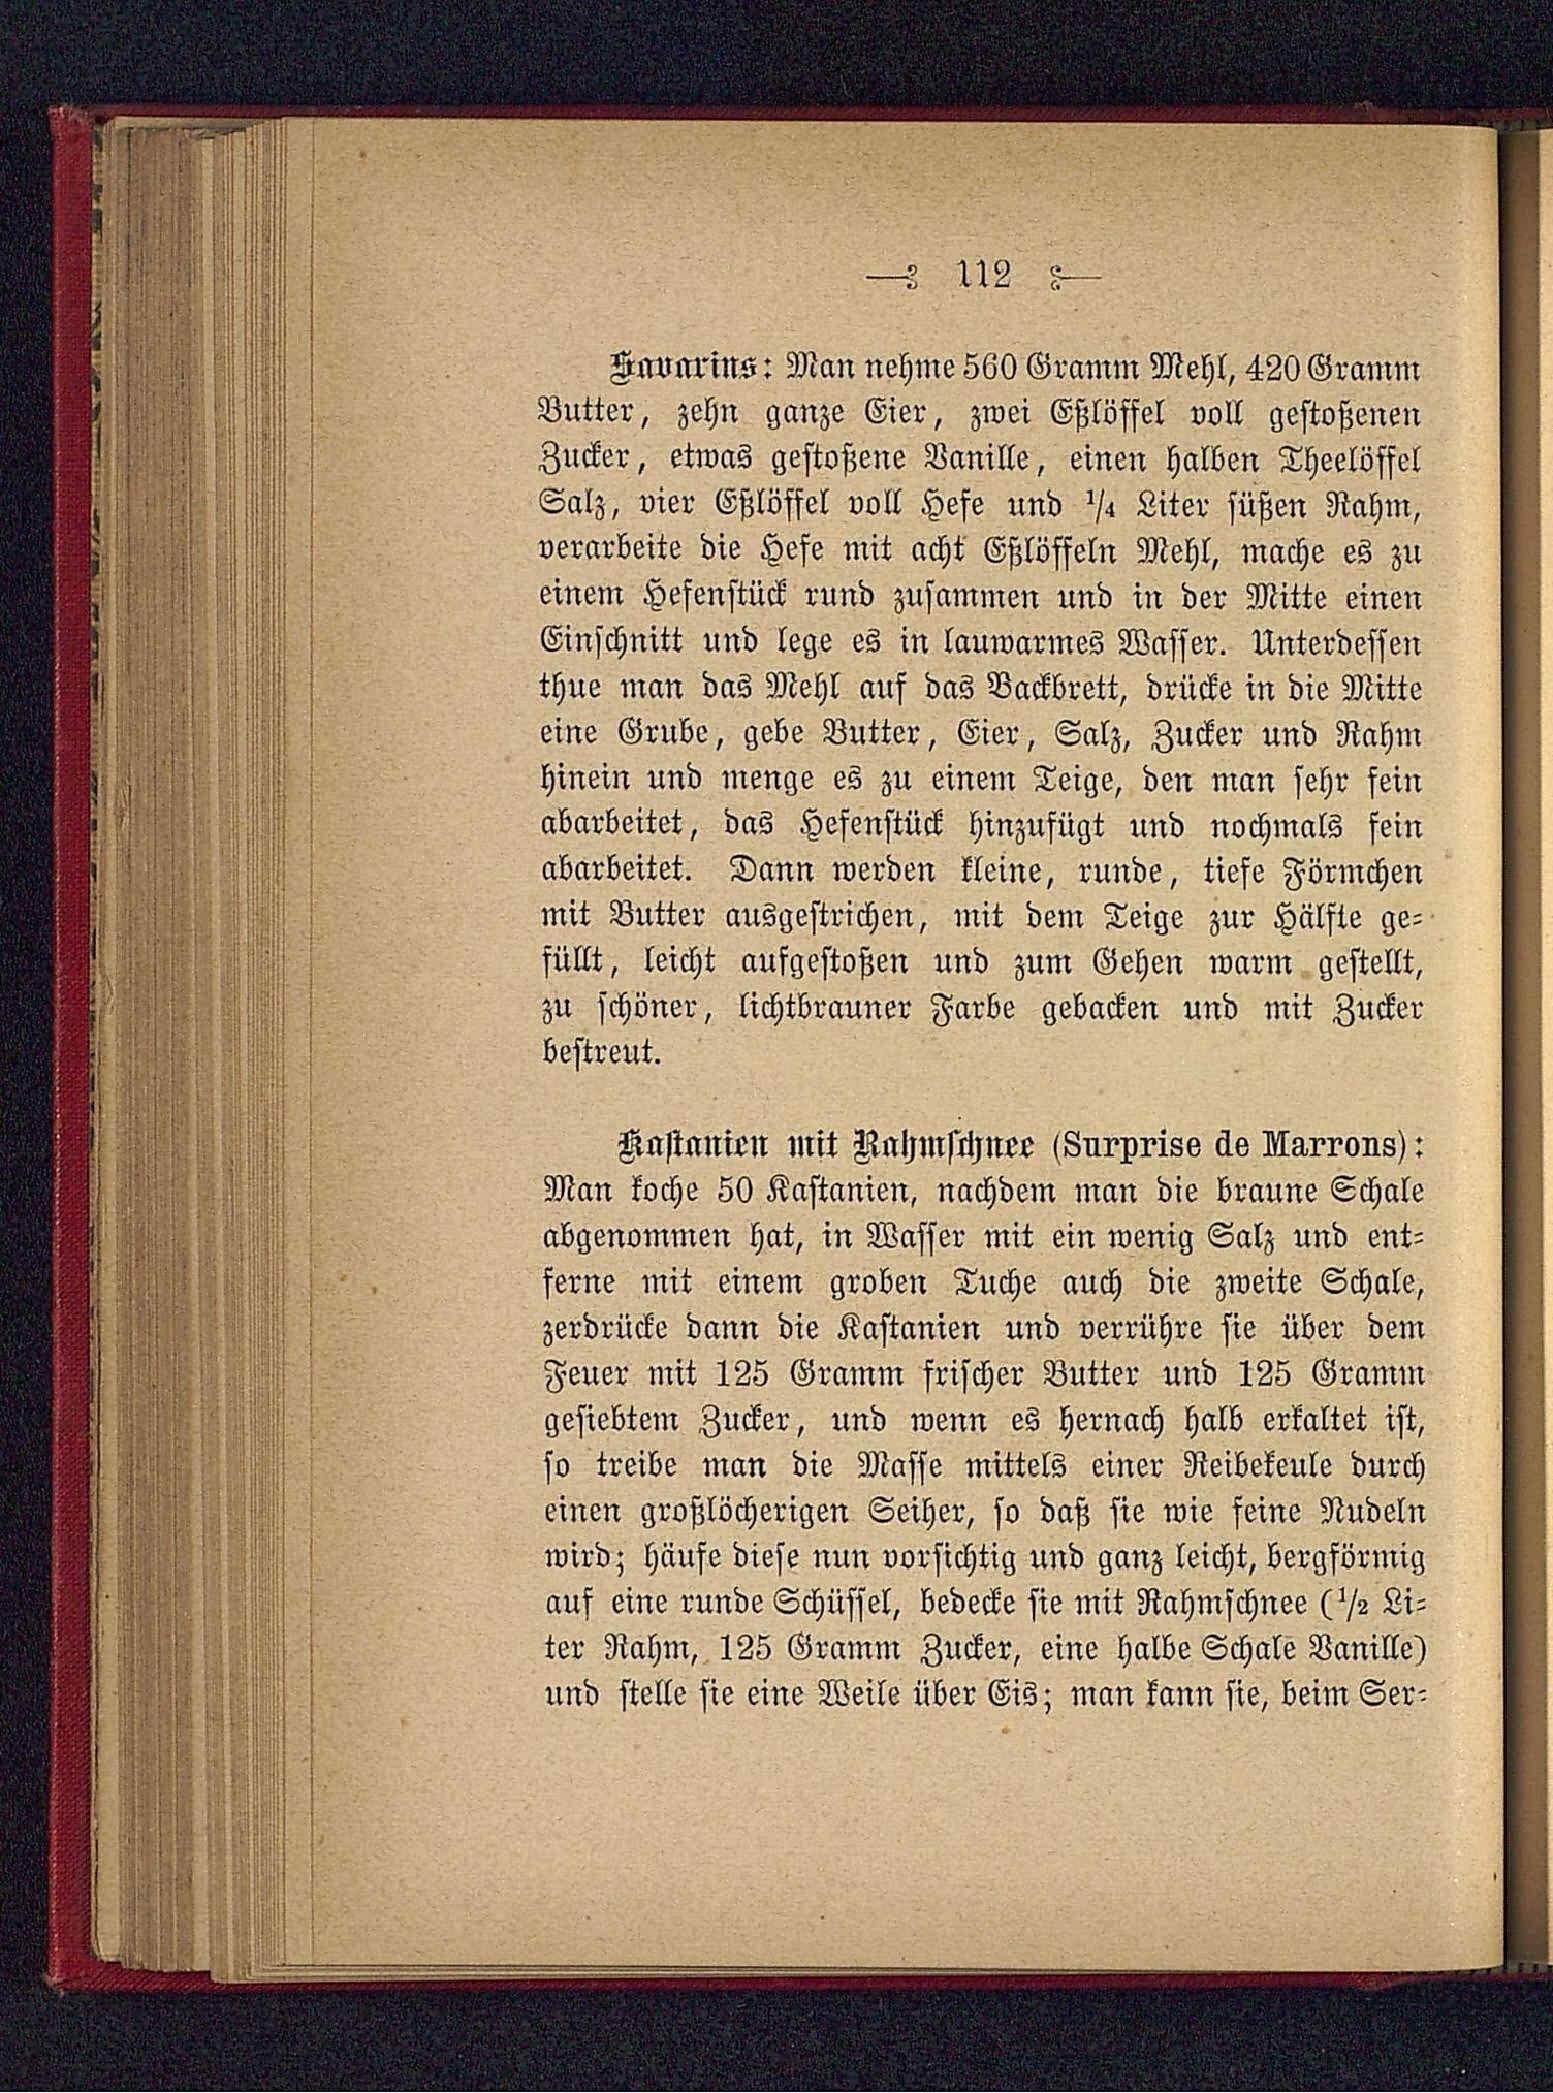 112
Savarins: Man nehme 560 Gramm Mehl, 420 Gramm
Butter, zehn ganze Eier, zwei Eßlöffel voll gestoßenen
Zucker, etwas gestoßene Vanille, einen halben Theelöffel
Salz, vier Eßlöffel voll Hefe und ¼ Liter süßen Rahm,
verarbeite die Hefe mit acht Eßlöffeln Mehl, mache es zu
einem Hefenstück rund zusammen und in der Mitte einen
Einschnitt und lege es in lauwarmes Wasser. Unterdessen
thue man das Mehl auf das Backbrett, drücke in die Mitte
eine Grube, gebe Butter, Eier, Salz, Zucker und Rahm
hinein und menge es zu einem Teige, den man sehr fein
abarbeitet, das Hefenstück hinzufügt und nochmals fein
abarbeitet. Dann werden kleine, runde, tiefe Förmchen
mit Butter ausgestrichen, mit dem Teige zur Hälfte ge-
füllt, leicht aufgestoßen und zum Gehen warm gestellt,
zu schöner, lichtbrauner Farbe gebacken und mit Zucker
bestreut.
Kastanien mit Rahmschnee (Surprise de Marrons):
Man koche 50 Kastanien, nachdem man die braune Schale
abgenommen hat, in Wasser mit ein wenig Salz und ent-
ferne mit einem groben Tuche auch die zweite Schale,
zerdrücke dann die Kastanien und verrühre sie über dem
Feuer mit 125 Gramm frischer Butter und 125 Gramm
gesiebtem Zucker, und wenn es hernach halb erkaltet ist,
so treibe man die Masse mittels einer Reibekeule durch
einen großlöcherigen Seiher, so daß sie wie feine Nudeln
wird; häufe diese nun vorsichtig und ganz leicht, bergförmig
auf eine runde Schüssel, bedecke sie mit Rahmschnee (½ Li-
ter Rahm, 125 Gramm Zucker, eine halbe Schale Vanille)
und stelle sie eine Weile über Eis; man kann sie, beim Ser-